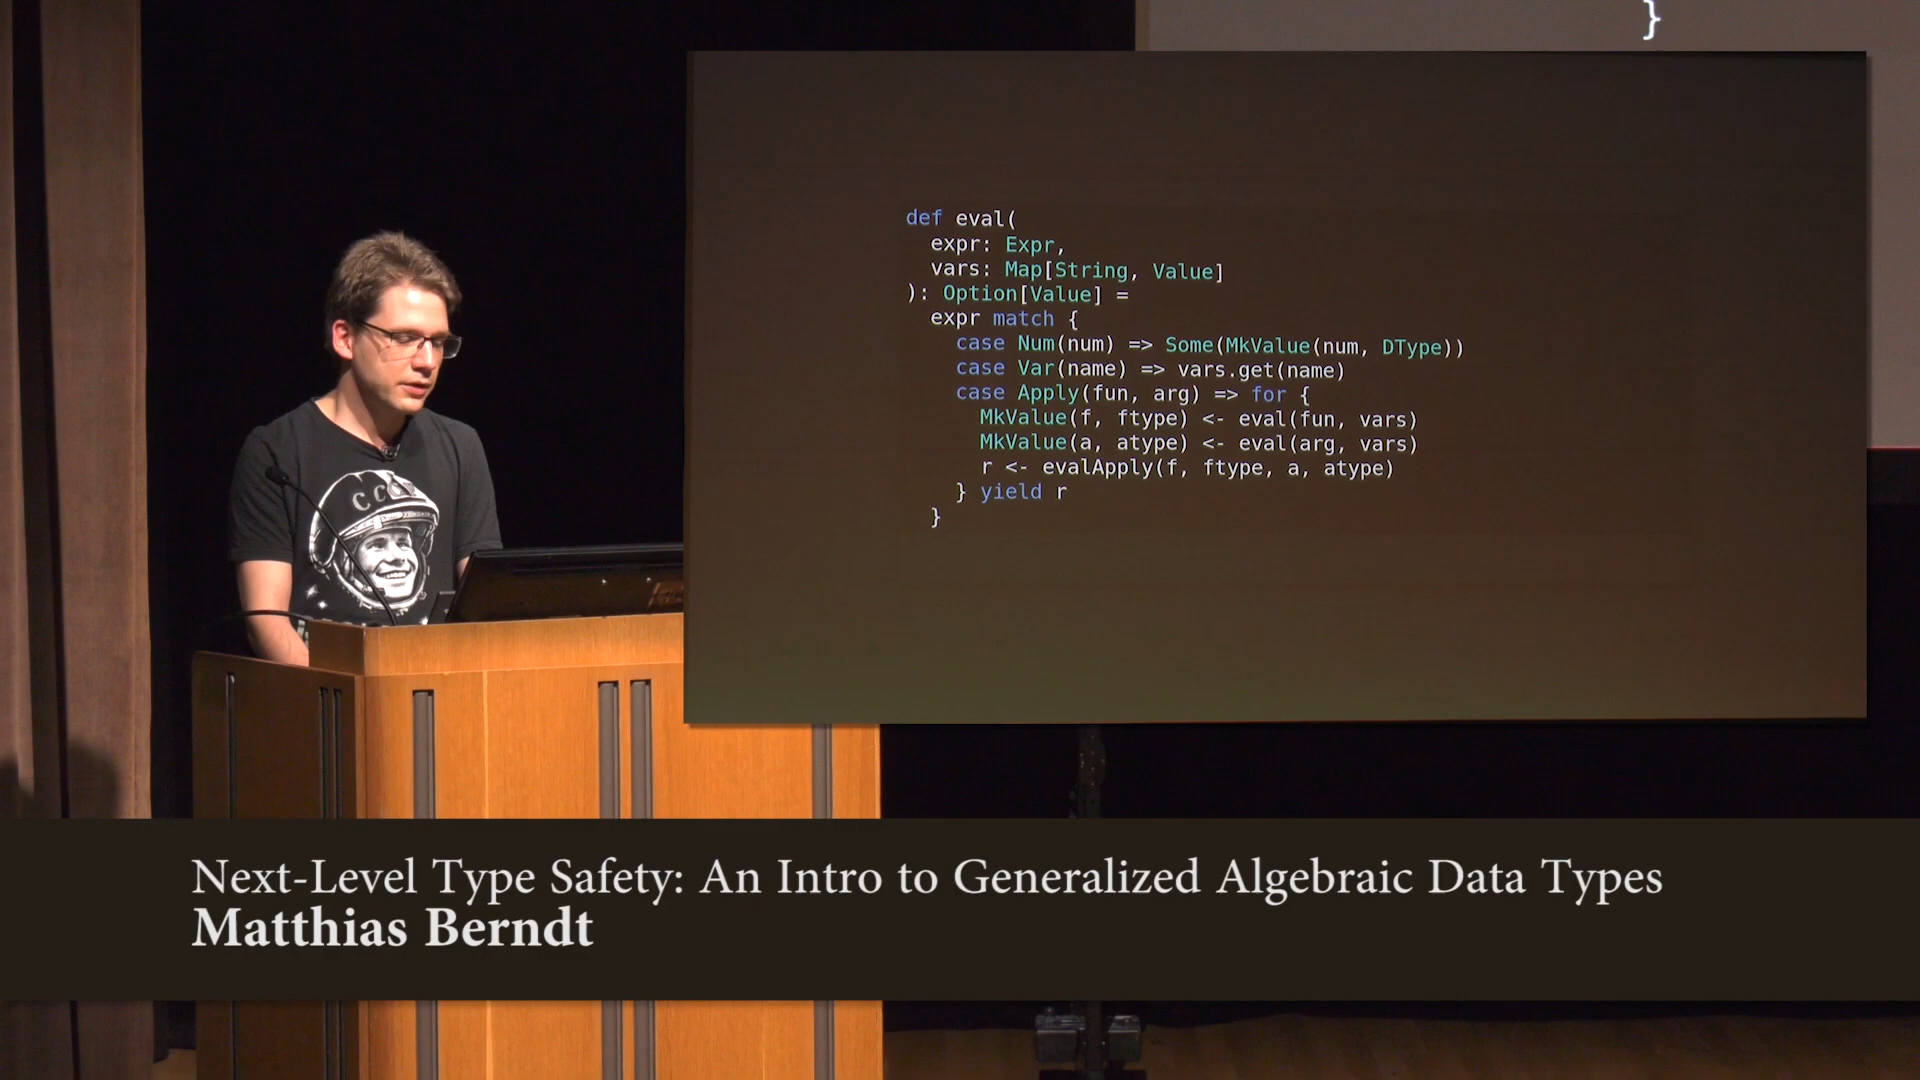 }
def eval(
expr: Expr,
vars: Map[String, Value]
): Option[Value] =
expr match {
case Num(num) => Some(MkValue(num, DType))
case Var(name) => vars.get(name)
case Apply(fun, arg) => for {
MkValue(f, ftype) <- eval(fun, vars)
MkValue(a, atype) <- eval(arg, vars)
r <- evalApply(f, ftype, a, atype)
} yield r
}
CCCP
Next-Level Type Safety: An Intro to Generalized Algebraic Data Types
Matthias Berndt